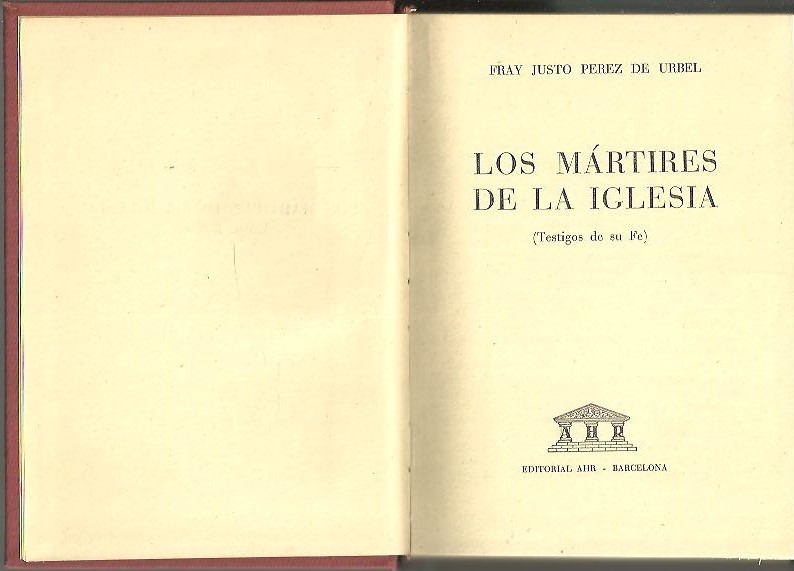 FRAY JUSTO PEREZ DE URBEL
LOS MÁRTIRES
DE LA IGLESIA
(Testigos de su Fe)
A H R
EDITORIAL AHR - BARCELONA